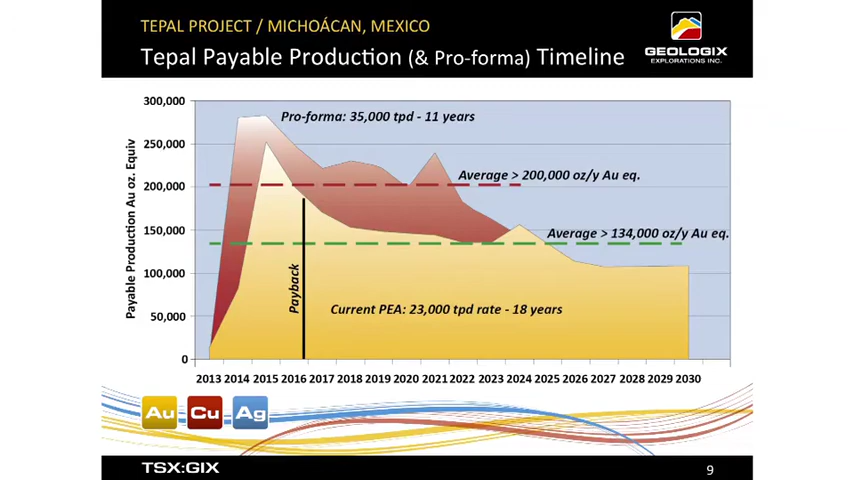 TEPAL PROJECT / MICHOÁCAN, MEXICO
Tepal Payable Production (& Pro-forma) Timeline
GEOLOGIX
EXPLORATIONS INC.
Payable Production Au oz. Equiv
300,000
250,000
200,000
150,000
100,000
50,000
0
Pro-forma: 35,000 tpd - 11 years
Average > 200,000 oz/y Au eq.
Average > 134,000 oz/y Au eq.
Payback
Current PEA: 23,000 tpd rate - 18 years
2013 2014 2015 2016 2017 2018 2019 2020 2021 2022 2023 2024 2025 2026 2027 2028 2029 2030
Au Cu Ag
TSX:GIX
9